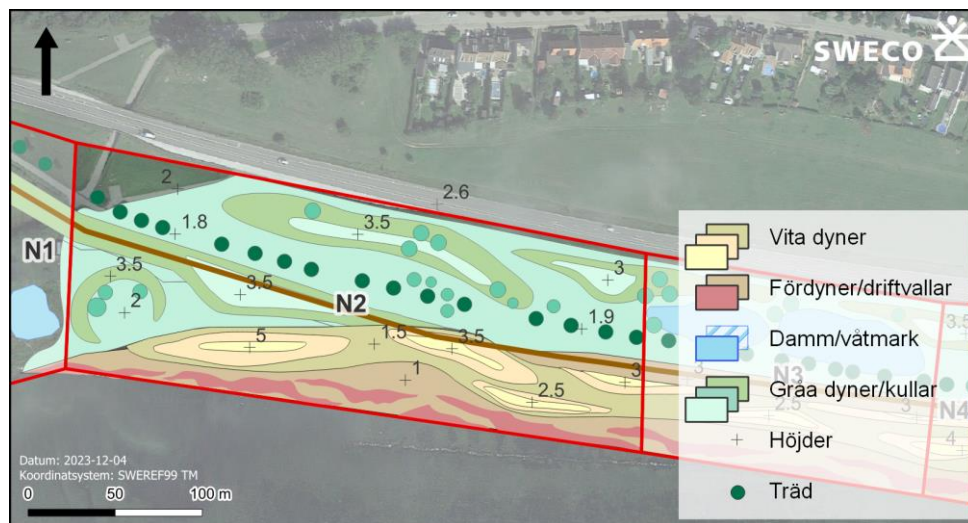 SWECO
2
2.6
1.8
3.5
N1
3.5
3
2
3.5
N2
1.9
5
1.5
3.5
1
3
2.5
3
N3
2.5
3
3.5
N4
4
Vita dyner
Fördyner/driftvallar
Damm/våtmark
Graa dyner/kullar
Höjder
Träd
Datum: 2023-12-04
Koordinatsystem: SWEREF99 TM
0 50 100 m